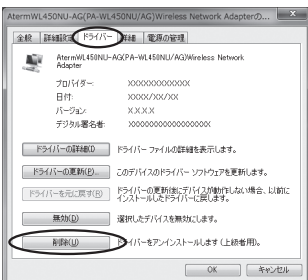 AtermWL450NU-AG(PA-WL450NU/AG)Wireless Network Adapterの...
全般 詳細設定 ドライバー 詳細 電源の管理
AtermWL450NU-AG(PA-WL450NU/AG)Wireless Network
Adapter
プロバイダー: XXXXXXXXXXXX
日付: XXXX/XX/XX
バージョン: X.X.X.X
デジタル署名者: XXXXXXXXXXXXXXXXX
ドライバーの詳細(I) ドライバー ファイルの詳細を表示します。
ドライバーの更新(P)... このデバイスのドライバー ソフトウェアを更新します。
ドライバーを元に戻す(R) ドライバーの更新後にデバイスが動作しない場合、以前に
インストールしたドライバーに戻します。
無効(D) 選択したデバイスを無効にします。
削除(U) ドライバーをアンインストールします (上級者用)。
OK キャンセル